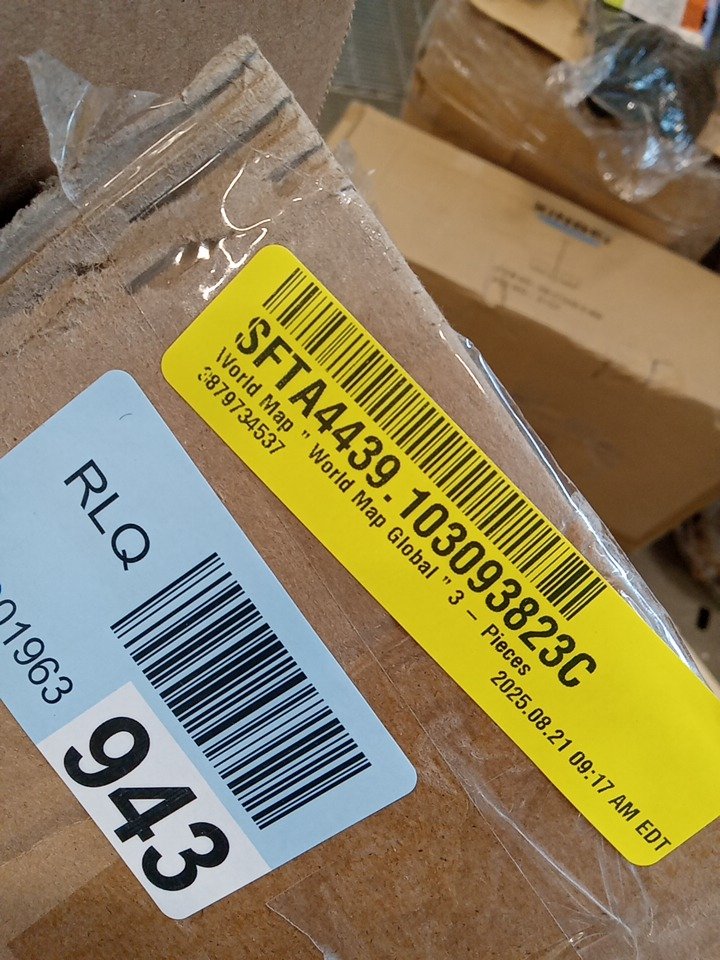 SFTA4439-103093823C
World Map " World Map Global " 3 - Pieces
3879734537
2025.08.21 09:17 AM EDT
RLQ
01963
943